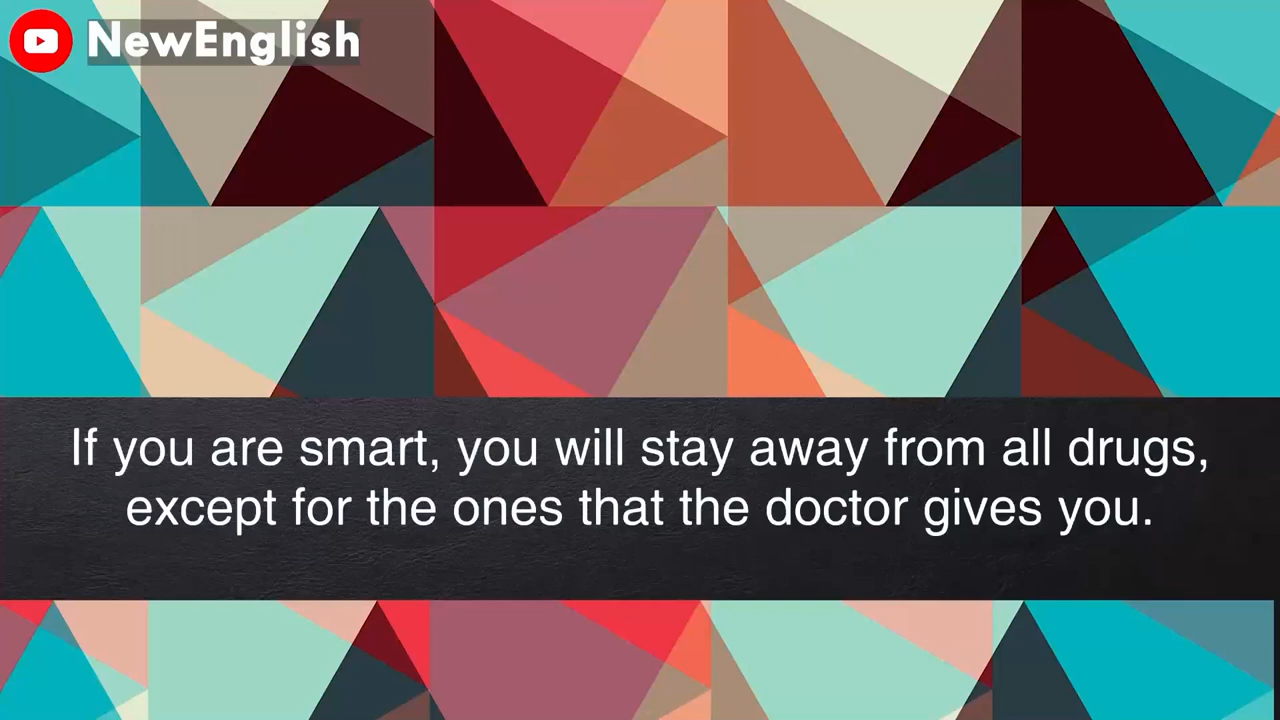 NewEnglish
If you are smart, you will stay away from all drugs,
except for the ones that the doctor gives you.